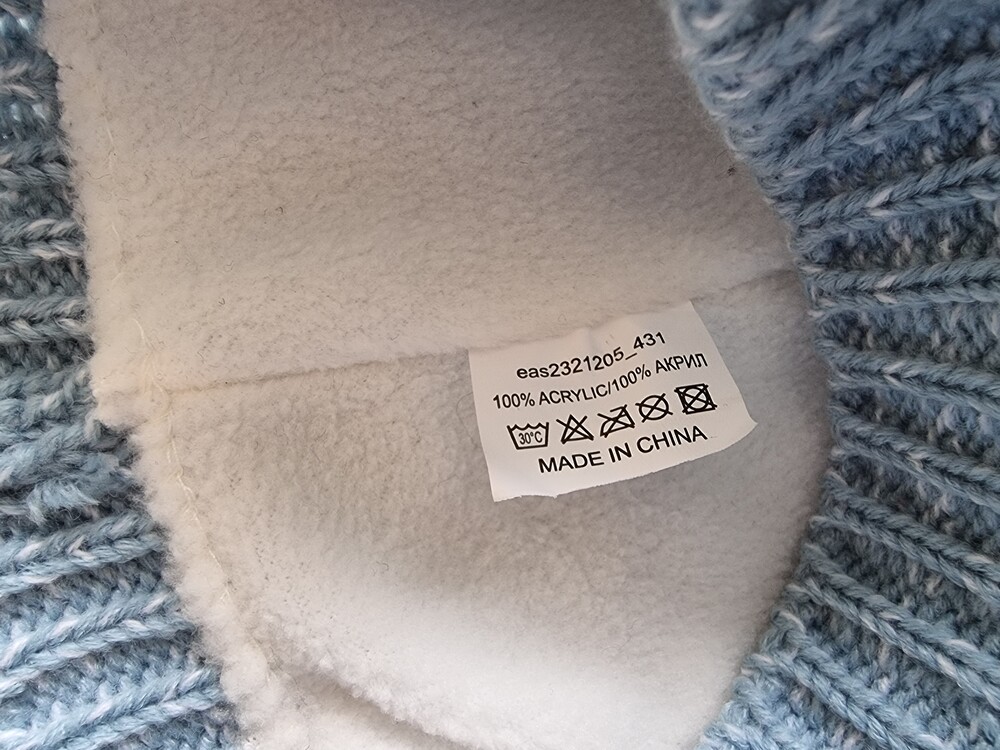 eas2321205_431
100% ACRYLIC/100% АКРИЛ
30°C
MADE IN CHINA